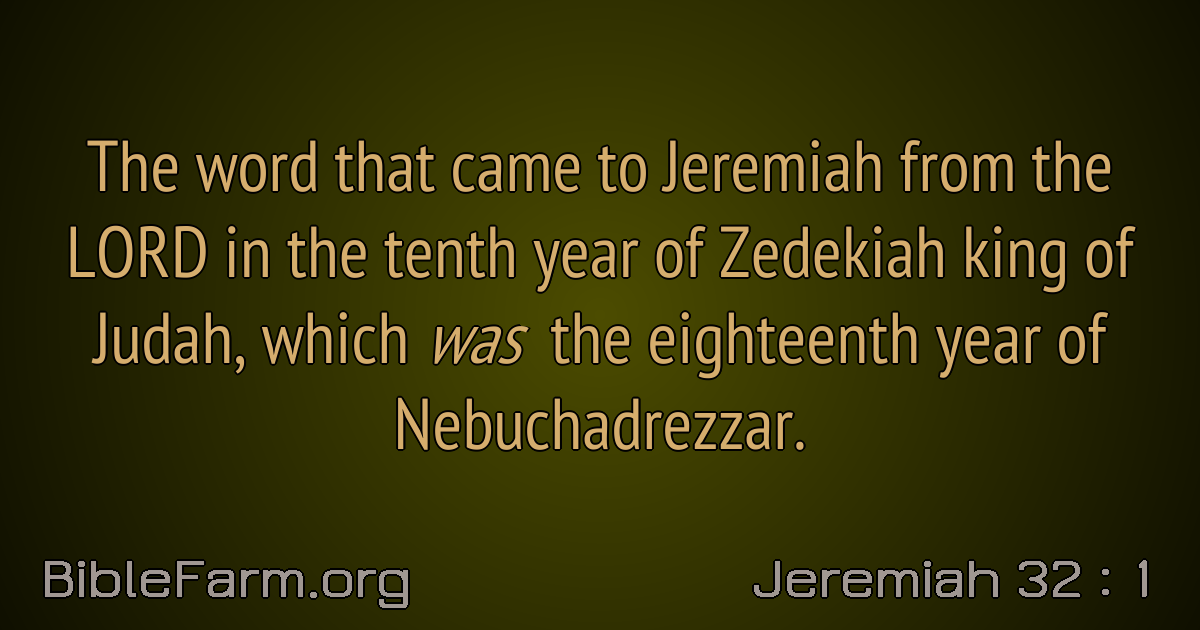 The word that came to Jeremiah from the
LORD in the tenth year of Zedekiah king of
Judah, which was the eighteenth year of
Nebuchadrezzar.
BibleFarm.org
Jeremiah 32 : 1